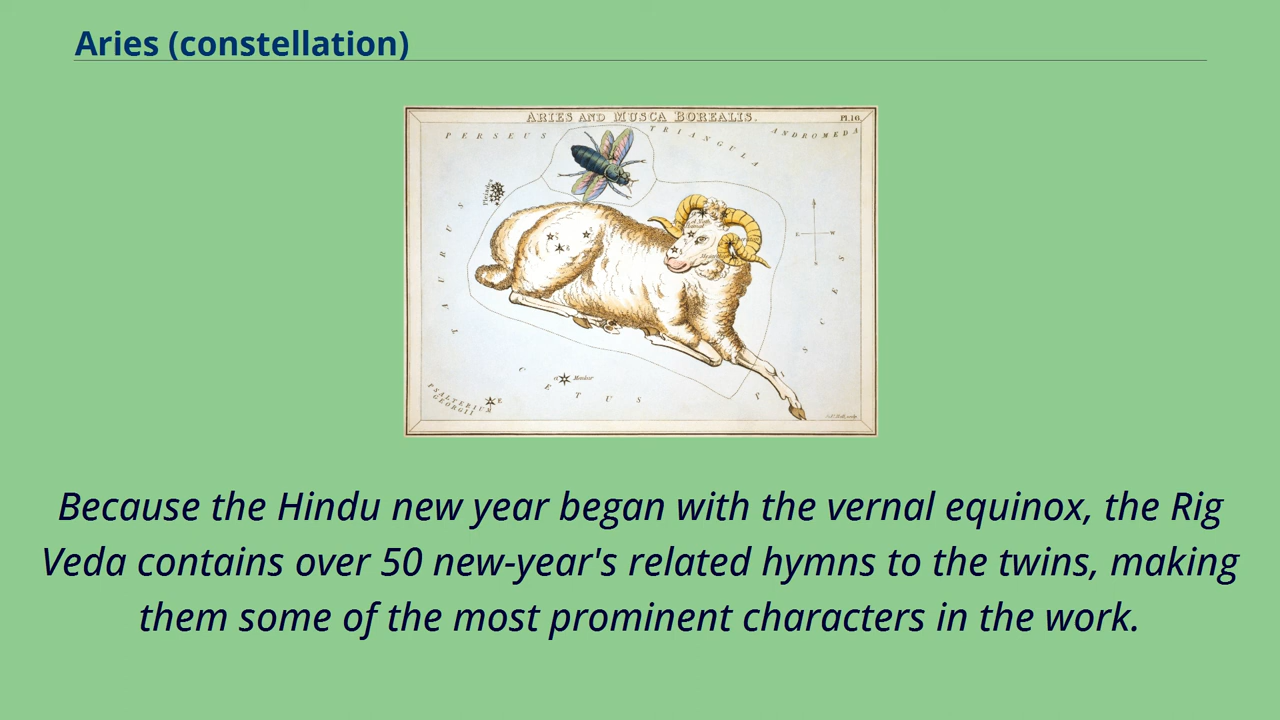 Aries (constellation)
ARIES AND MUSCA BOREALIS.
PL.16
PERSEUS
TRIANGULA
ANDROMEDA
Pleiades
TAURUS
E
W
PISCES
CETUS
Menkar
PSALTERIUM
GEORGII
E
Because the Hindu new year began with the vernal equinox, the Rig
Veda contains over 50 new-year's related hymns to the twins, making
them some of the most prominent characters in the work.